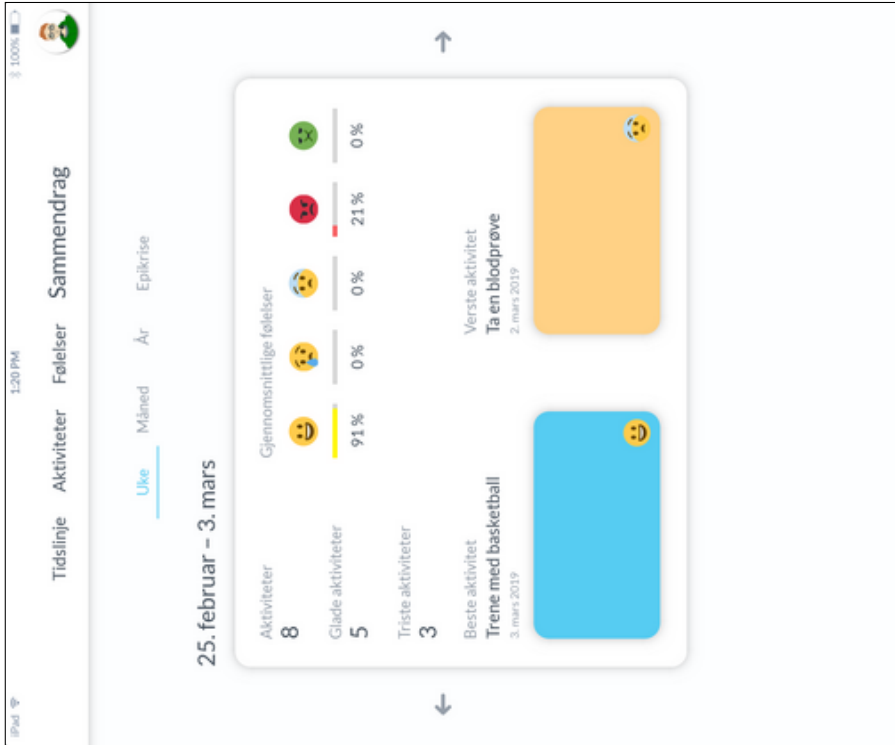 iPad 1:20 PM 100%
Tidslinje Aktiviteter Følelser Sammendrag
Uke Måned År Epikrise
25. februar – 3. mars
Aktiviteter
8
Glade aktiviteter
5
Triste aktiviteter
3
Gjennomsnittlige følelser
91% 0% 0% 21% 0%
Beste aktivitet
Trene med basketball
3. mars 2019
Verste aktivitet
Ta en blodprøve
2. mars 2019